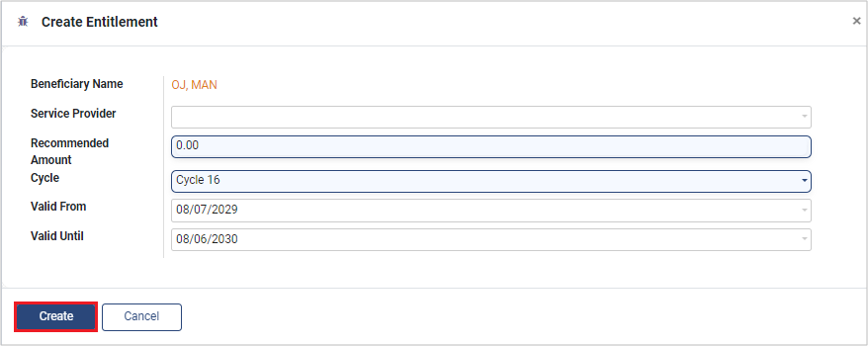 Create Entitlement
×
Beneficiary Name
OJ, MAN
Service Provider
Recommended
Amount
0.00
Cycle
Cycle 16
Valid From
08/07/2029
Valid Until
08/06/2030
Create
Cancel